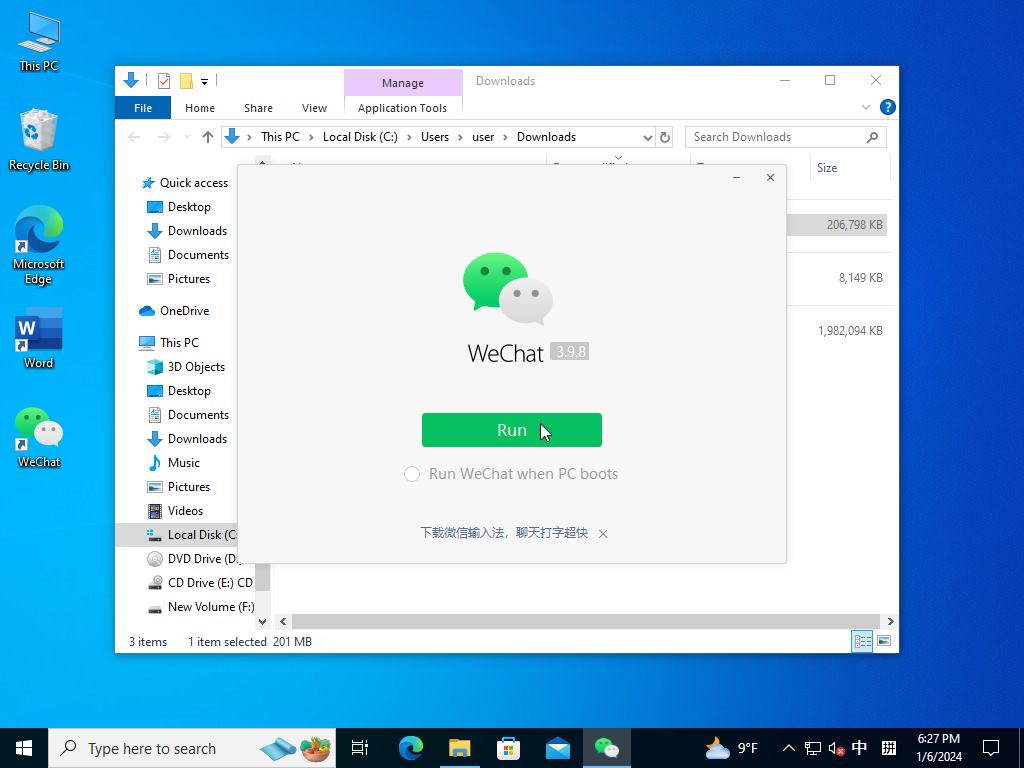 This PC
Recycle Bin
Microsoft
Edge
Word
WeChat
Manage
Downloads
File
Home
Share
View
Application Tools
This PC
Local Disk (C:)
Users
user
Downloads
Search Downloads
Size
Quick access
Desktop
Downloads
Documents
Pictures
OneDrive
This PC
3D Objects
Desktop
Documents
Downloads
Music
Pictures
Videos
Local Disk (C:
DVD Drive (D:)
CD Drive (E:) CD
New Volume (F:)
206,798 KB
8,149 KB
1,982,094 KB
WeChat 3.9.8
Run
Run WeChat when PC boots
下载微信输入法，聊天打字超快
3 items
1 item selected 201 MB
Type here to search
9°F
中
拼
6:27 PM
1/6/2024